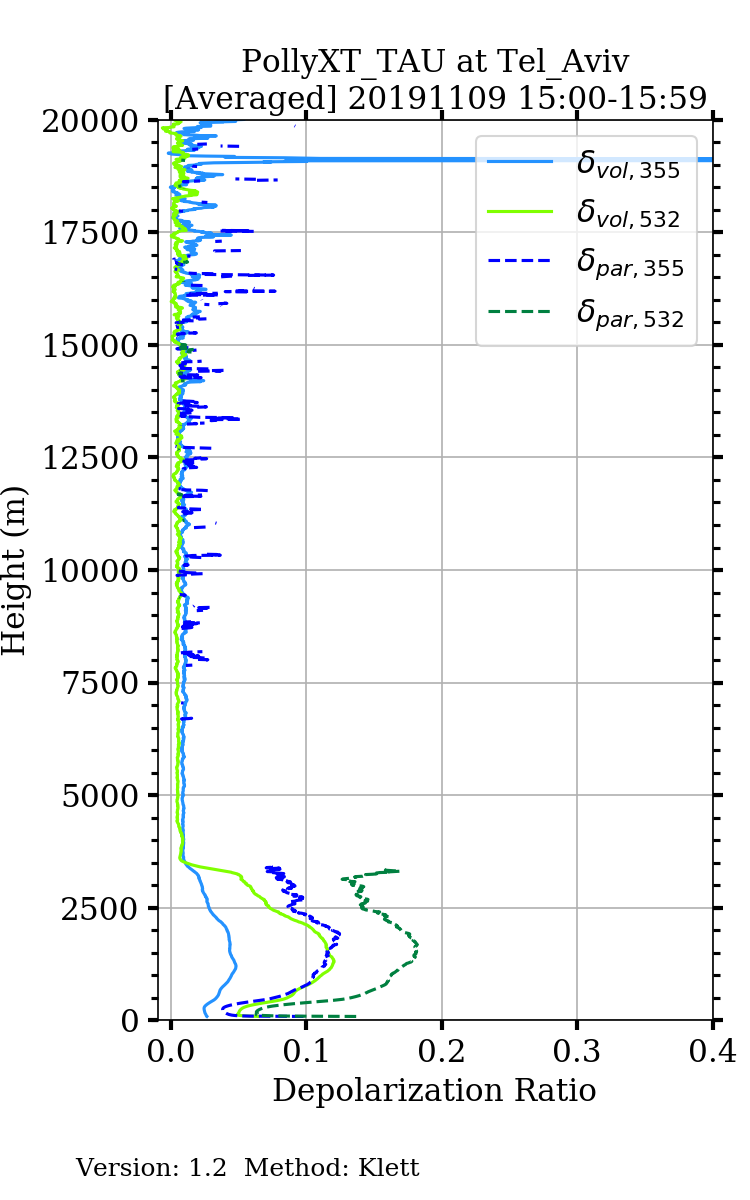 PollyXT_TAU at Tel_Aviv
[Averaged] 20191109 15:00-15:59
20000
17500
15000
12500
10000
7500
5000
2500
0
Height (m)
δvol, 355
δvol, 532
δpar, 355
δpar, 532
0.0 0.1 0.2 0.3 0.4
Depolarization Ratio
Version: 1.2 Method: Klett